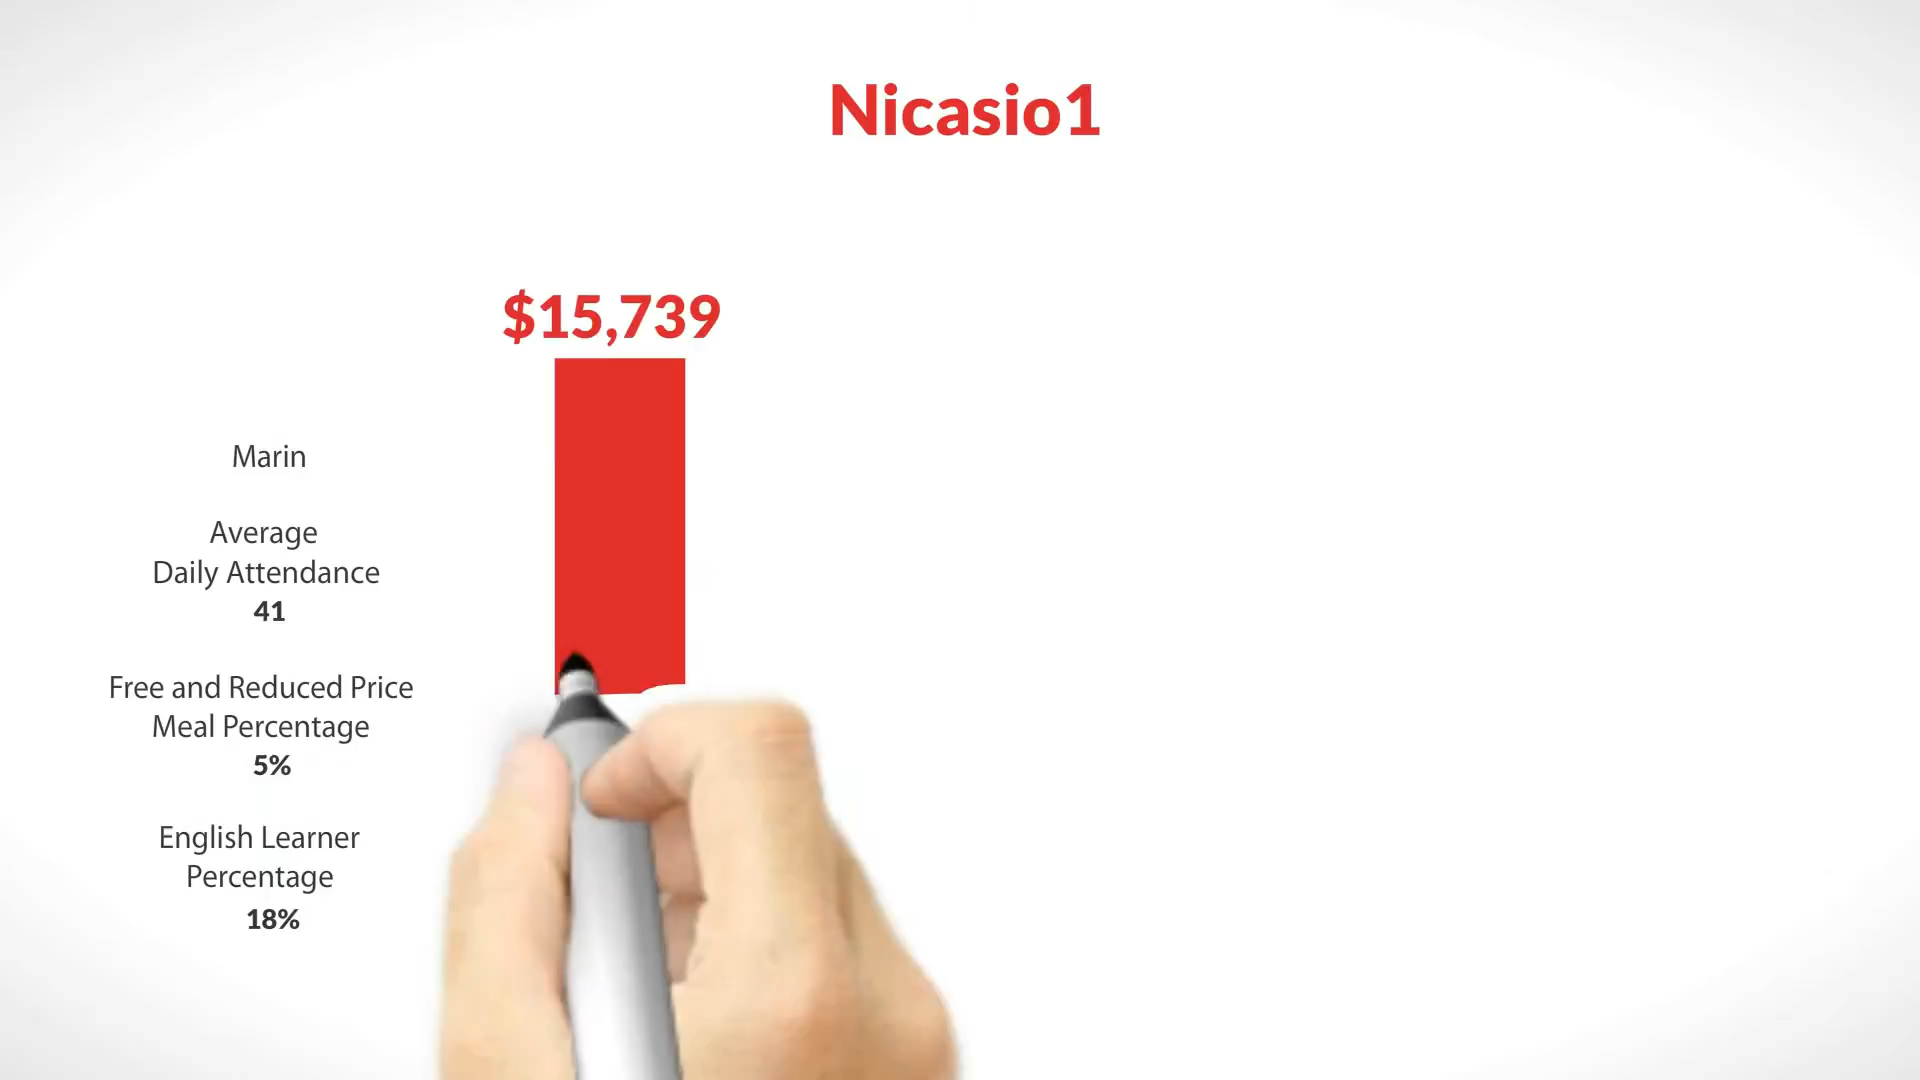 Nicasio1
$15,739
Marin
Average
Daily Attendance
41
Free and Reduced Price
Meal Percentage
5%
English Learner
Percentage
18%